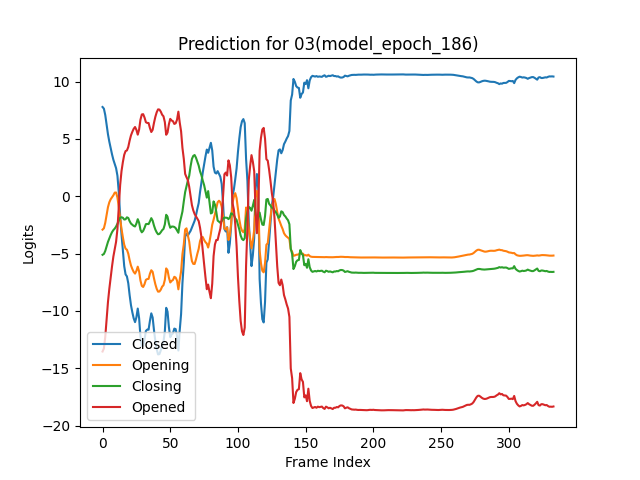 Prediction for 03(model_epoch_186)
Logits
10
5
0
−5
−10
−15
−20
Closed
Opening
Closing
Opened
0
50
100
150
200
250
300
Frame Index